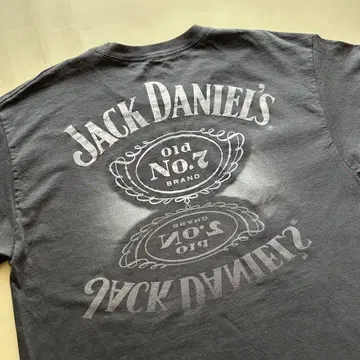 JACK DANIEL'S®
Old
NO.7
BRAND
BRAND
NO.7
Old
JACK DANIEL'S